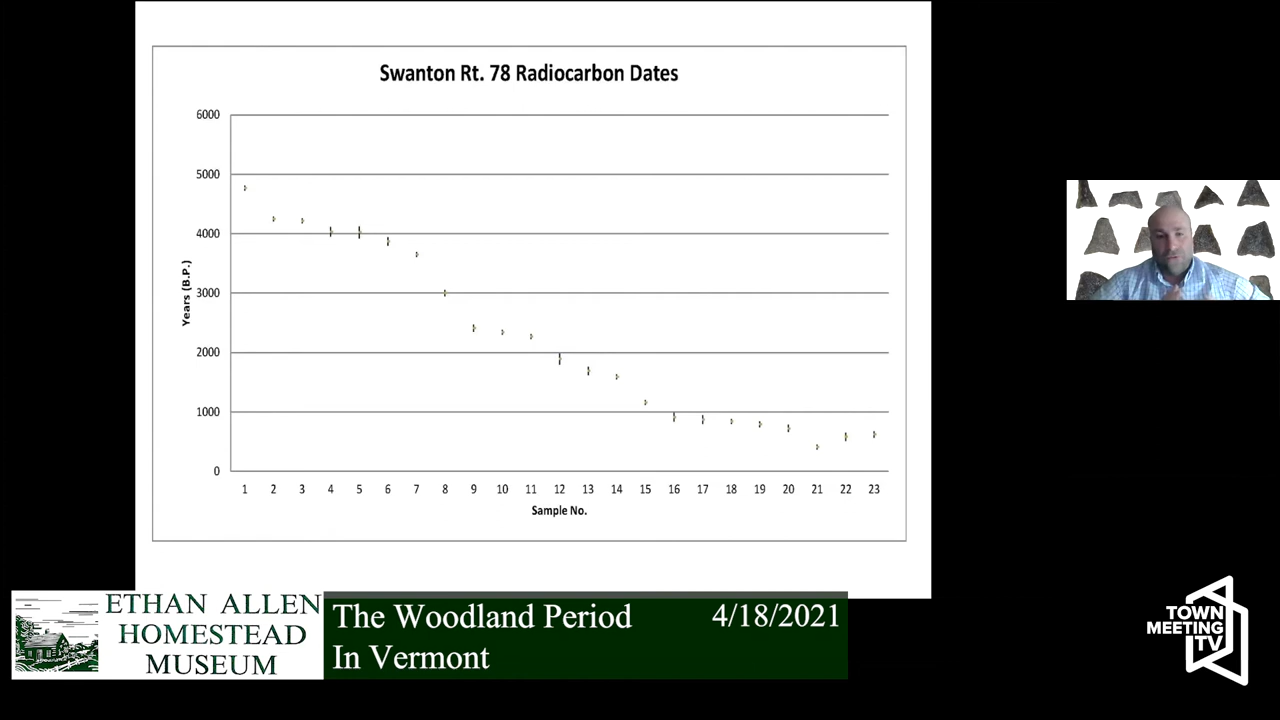 Swanton Rt. 78 Radiocarbon Dates
6000
5000
4000
3000
2000
1000
0
Years (B.P.)
1 2 3 4 5 6 7 8 9 10 11 12 13 14 15 16 17 18 19 20 21 22 23
Sample No.
ETHAN ALLEN
HOMESTEAD
MUSEUM
The Woodland Period 4/18/2021
In Vermont
TOWN
MEETING
TV